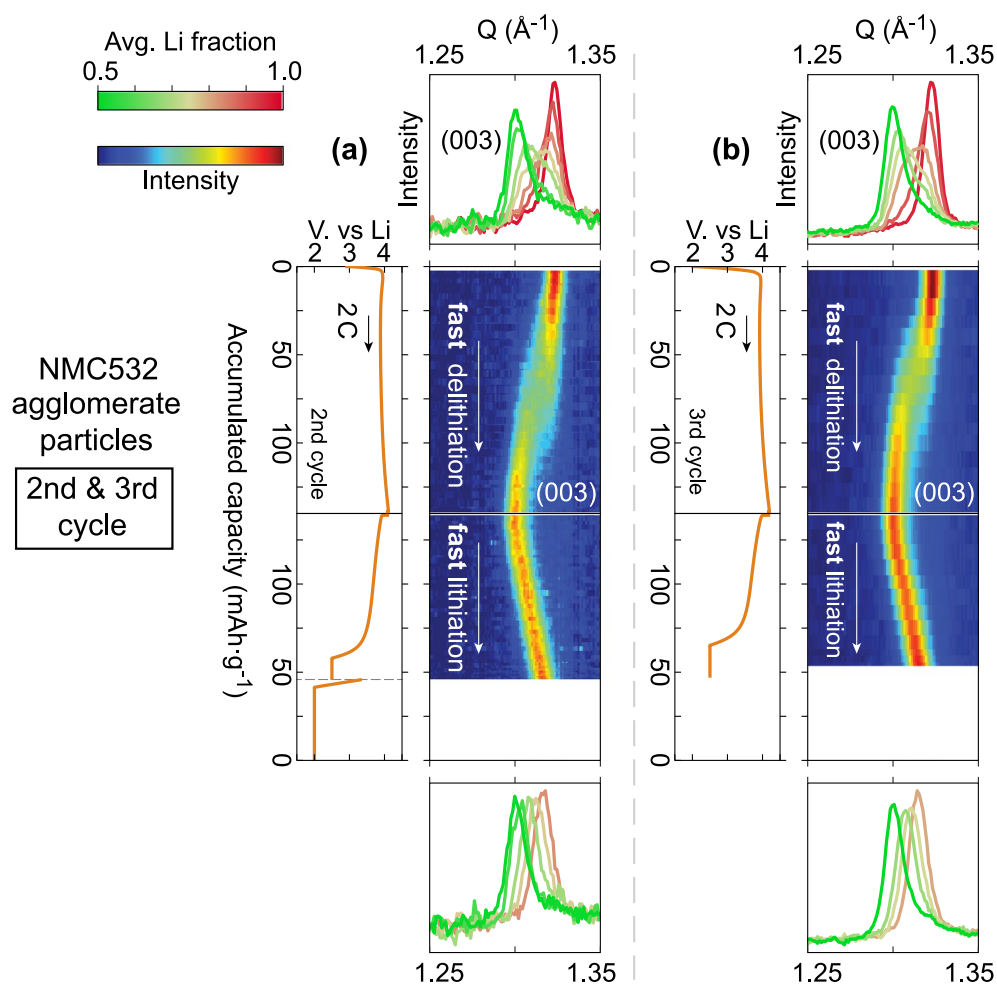 Avg. Li fraction
0.5 1.0
Intensity
Q (Å⁻¹)
1.25 1.35
(a)
(003)
Intensity
V. vs Li
2 3 4
NMC532
agglomerate
particles
2nd & 3rd
cycle
Accumulated capacity (mAh·g⁻¹)
0
50
100
100
50
0
2C
2nd cycle
fast delithiation
(003)
fast lithiation
1.25 1.35
Q (Å⁻¹)
1.25 1.35
(b)
(003)
Intensity
V. vs Li
2 3 4
0
50
100
100
50
0
2C
3rd cycle
fast delithiation
(003)
fast lithiation
1.25 1.35